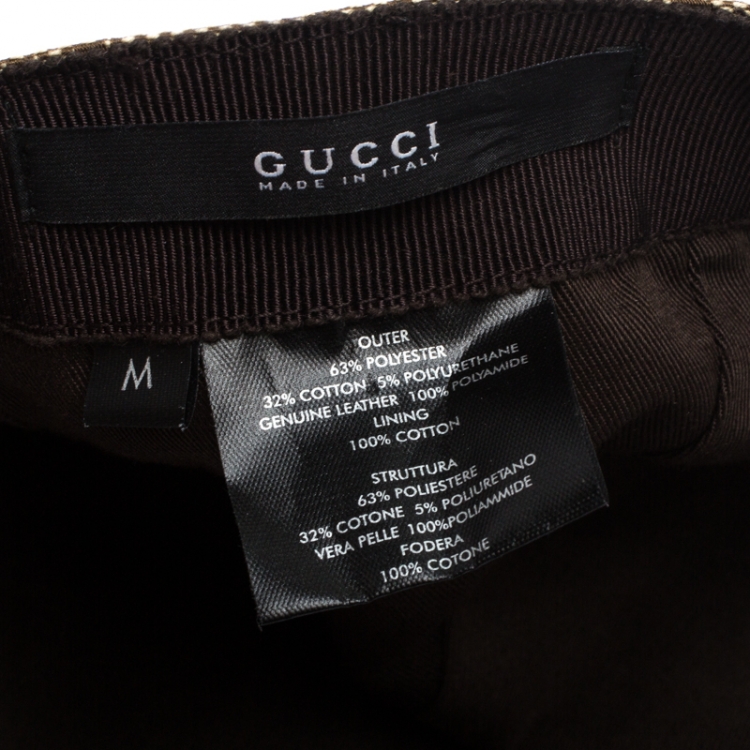 GUCCI
MADE IN ITALY
M
OUTER
63% POLYESTER
32% COTTON 5% POLYURETHANE
GENUINE LEATHER 100% POLYAMIDE
LINING
100% COTTON
STRUTTURA
63% POLIESTERE
32% COTONE 5% POLIURETANO
VERA PELLE 100%POLIAMMIDE
FODERA
100% COTONE